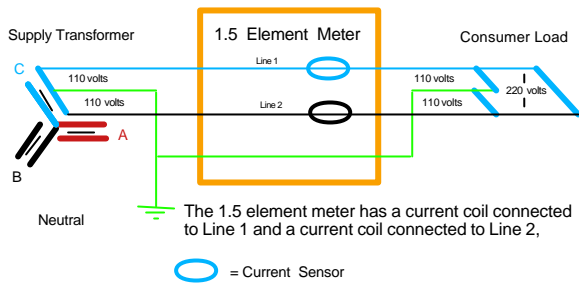 1.5 Element Meter
Supply Transformer
Consumer Load
C
Line 1
110 volts
110 volts
110 volts
220 volts
110 volts
Line 2
A
B
Neutral
The 1.5 element meter has a current coil connected
to Line 1 and a current coil connected to Line 2,
= Current Sensor